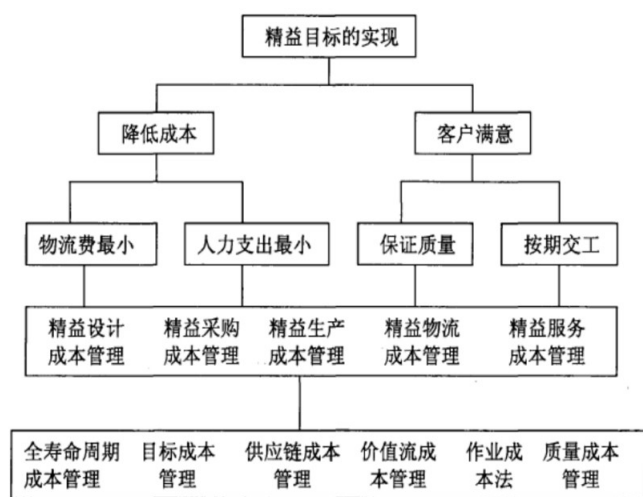 精益目标的实现
降低成本
客户满意
物流费最小
人力支出最小
保证质量
按期交工
精益设计 精益采购 精益生产 精益物流 精益服务
成本管理 成本管理 成本管理 成本管理 成本管理
全寿命周期 目标成本 供应链成本 价值流成 作业成 质量成本
成本管理 管理 管理 本管理 本法 管理